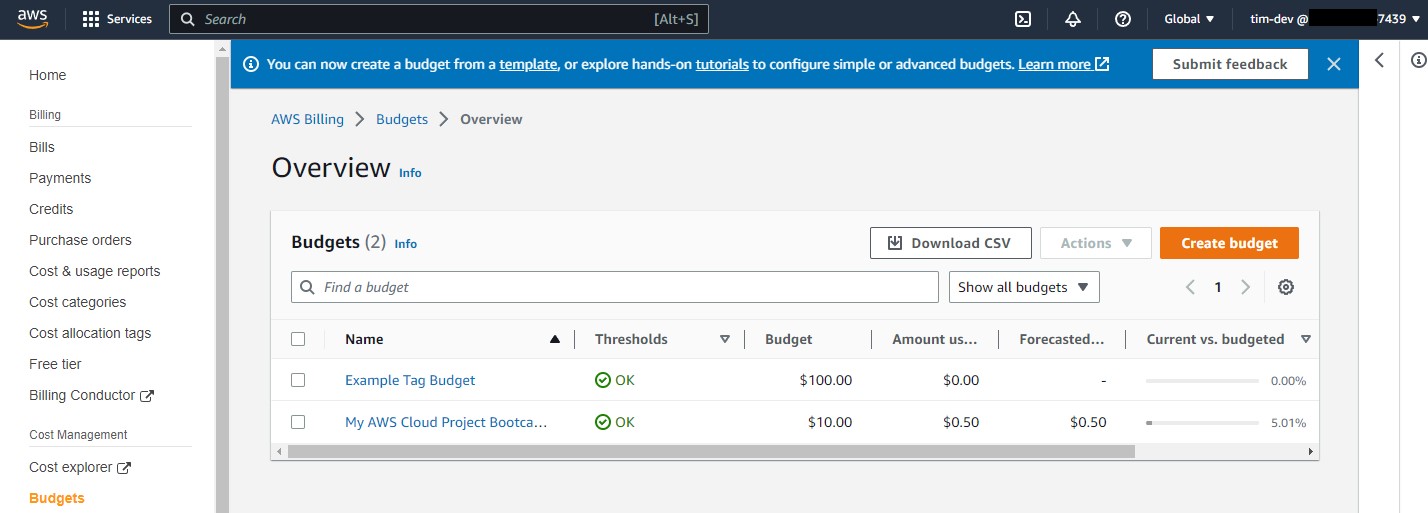 aws Services Search [Alt+S] Global ▼ tim-dev @ 7439 ▼
You can now create a budget from a template, or explore hands-on tutorials to configure simple or advanced budgets. Learn more Submit feedback
Home
Billing
Bills
Payments
Credits
Purchase orders
Cost & usage reports
Cost categories
Cost allocation tags
Free tier
Billing Conductor
Cost Management
Cost explorer
Budgets
AWS Billing > Budgets > Overview
Overview Info
Budgets (2) Info Download CSV Actions ▼ Create budget
Find a budget Show all budgets ▼ < 1 >
Name ▲ Thresholds ▽ Budget Amount us... Forecasted... Current vs. budgeted ▽
Example Tag Budget OK $100.00 $0.00 - 0.00%
My AWS Cloud Project Bootca... OK $10.00 $0.50 $0.50 5.01%